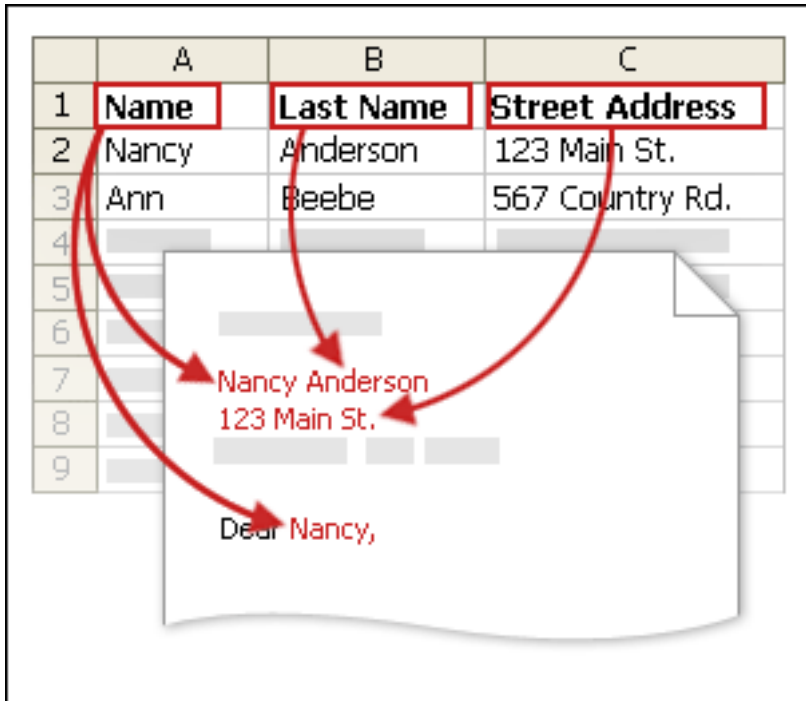 A B C
1 Name Last Name Street Address
2 Nancy Anderson 123 Main St.
3 Ann Beebe 567 Country Rd.
4
5
6
7
8
9
Nancy Anderson
123 Main St.
Dear Nancy,